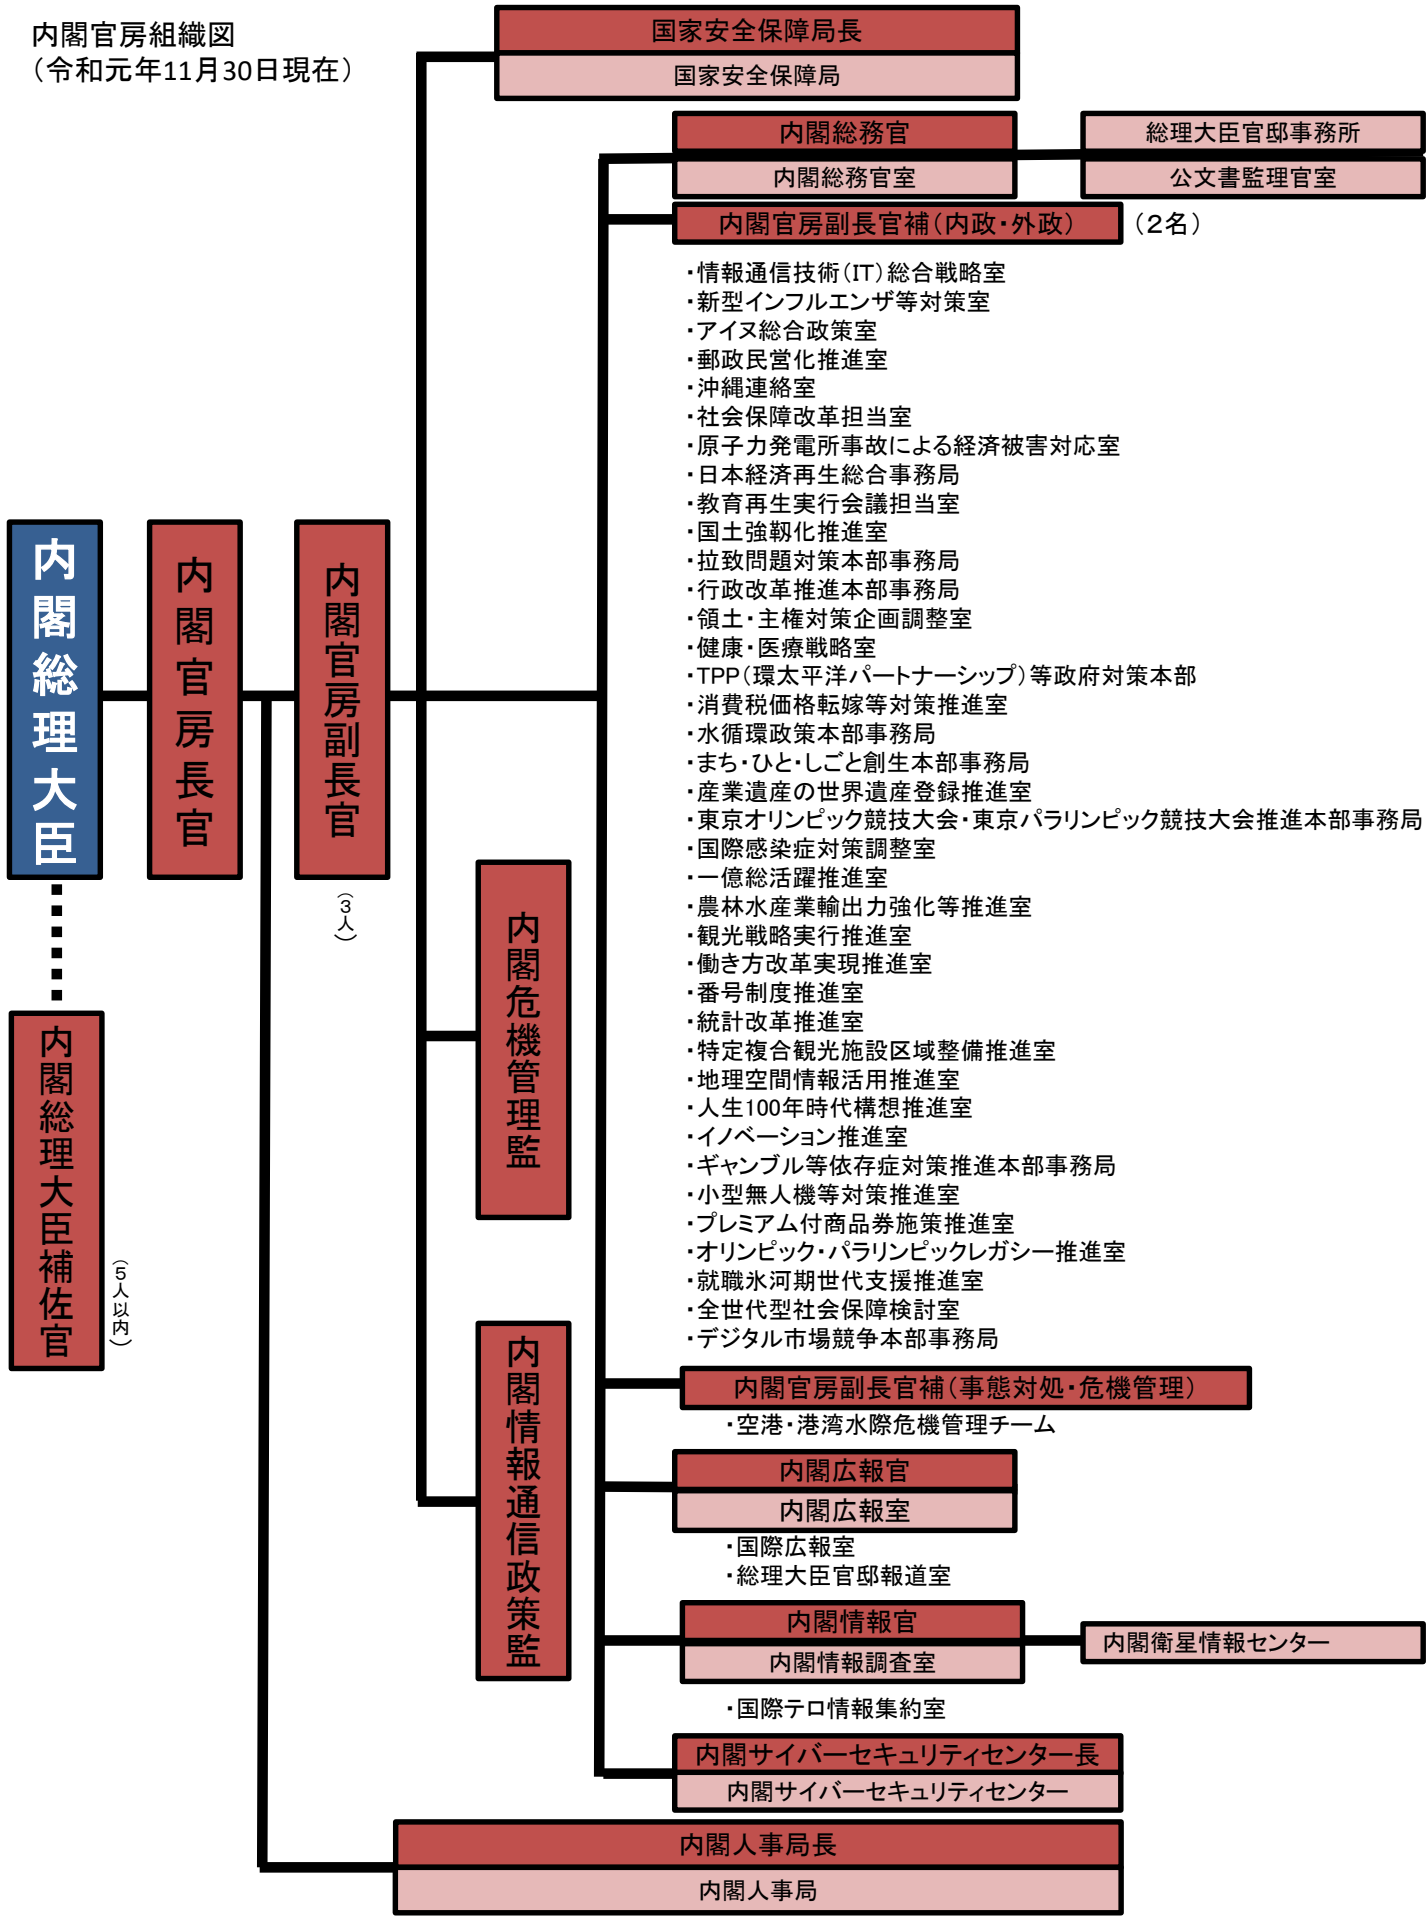 内閣官房組織図
（令和元年11月30日現在）
国家安全保障局長
国家安全保障局
内閣総務官
内閣総務官室
総理大臣官邸事務所
公文書監理官室
内閣官房副長官補（内政・外政）
（２名）
・情報通信技術（IT）総合戦略室
・新型インフルエンザ等対策室
・アイヌ総合政策室
・郵政民営化推進室
・沖縄連絡室
・社会保障改革担当室
・原子力発電所事故による経済被害対応室
・日本経済再生総合事務局
・教育再生実行会議担当室
・国土強靱化推進室
・拉致問題対策本部事務局
・行政改革推進本部事務局
・領土・主権対策企画調整室
・健康・医療戦略室
・TPP（環太平洋パートナーシップ）等政府対策本部
・消費税価格転嫁等対策推進室
・水循環政策本部事務局
・まち・ひと・しごと創生本部事務局
・産業遺産の世界遺産登録推進室
・東京オリンピック競技大会・東京パラリンピック競技大会推進本部事務局
・国際感染症対策調整室
・一億総活躍推進室
・農林水産業輸出力強化等推進室
・観光戦略実行推進室
・働き方改革実現推進室
・番号制度推進室
・統計改革推進室
・特定複合観光施設区域整備推進室
・地理空間情報活用推進室
・人生100年時代構想推進室
・イノベーション推進室
・ギャンブル等依存症対策推進本部事務局
・小型無人機等対策推進室
・プレミアム付商品券施策推進室
・オリンピック・パラリンピックレガシー推進室
・就職氷河期世代支援推進室
・全世代型社会保障検討室
・デジタル市場競争本部事務局
内閣総理大臣
内閣官房長官
内閣官房副長官
（３人）
内閣総理大臣補佐官
（５人以内）
内閣危機管理監
内閣情報通信政策監
内閣官房副長官補（事態対処・危機管理）
・空港・港湾水際危機管理チーム
内閣広報官
内閣広報室
・国際広報室
・総理大臣官邸報道室
内閣情報官
内閣情報調査室
内閣衛星情報センター
・国際テロ情報集約室
内閣サイバーセキュリティセンター長
内閣サイバーセキュリティセンター
内閣人事局長
内閣人事局